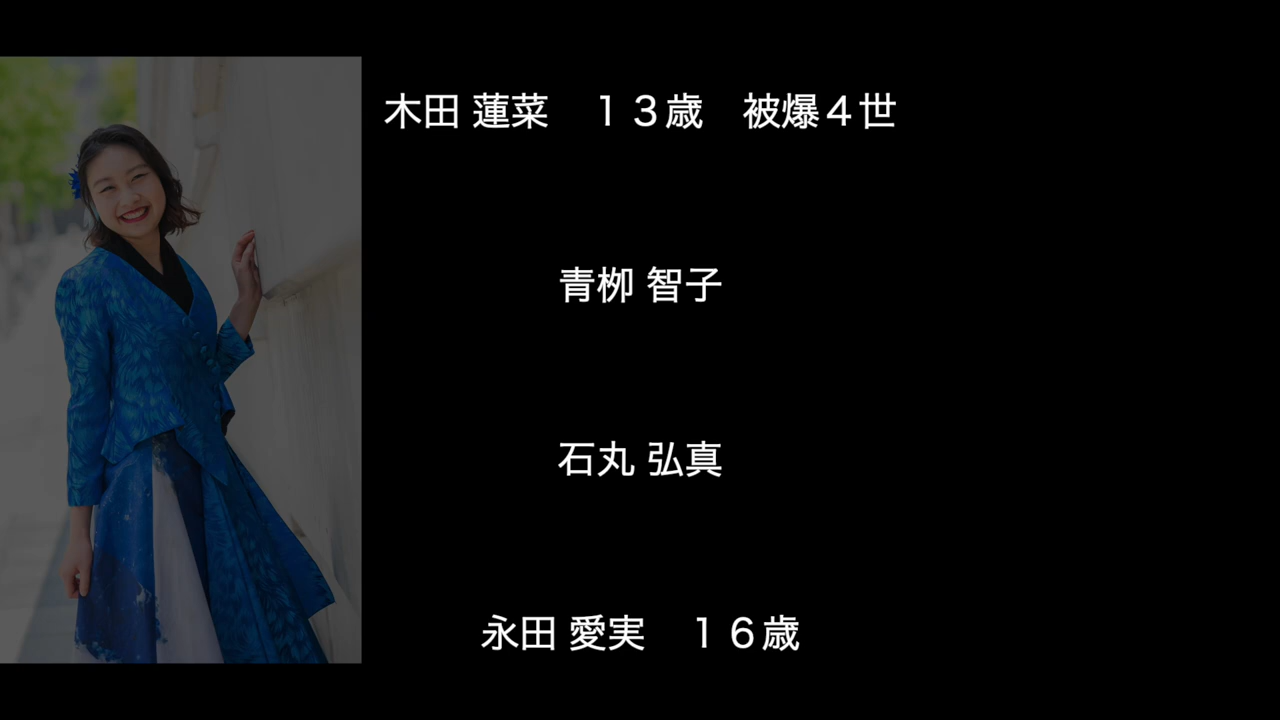 木田 蓮菜　１３歳　被爆４世
青栁 智子
石丸 弘真
永田 愛実　１６歳